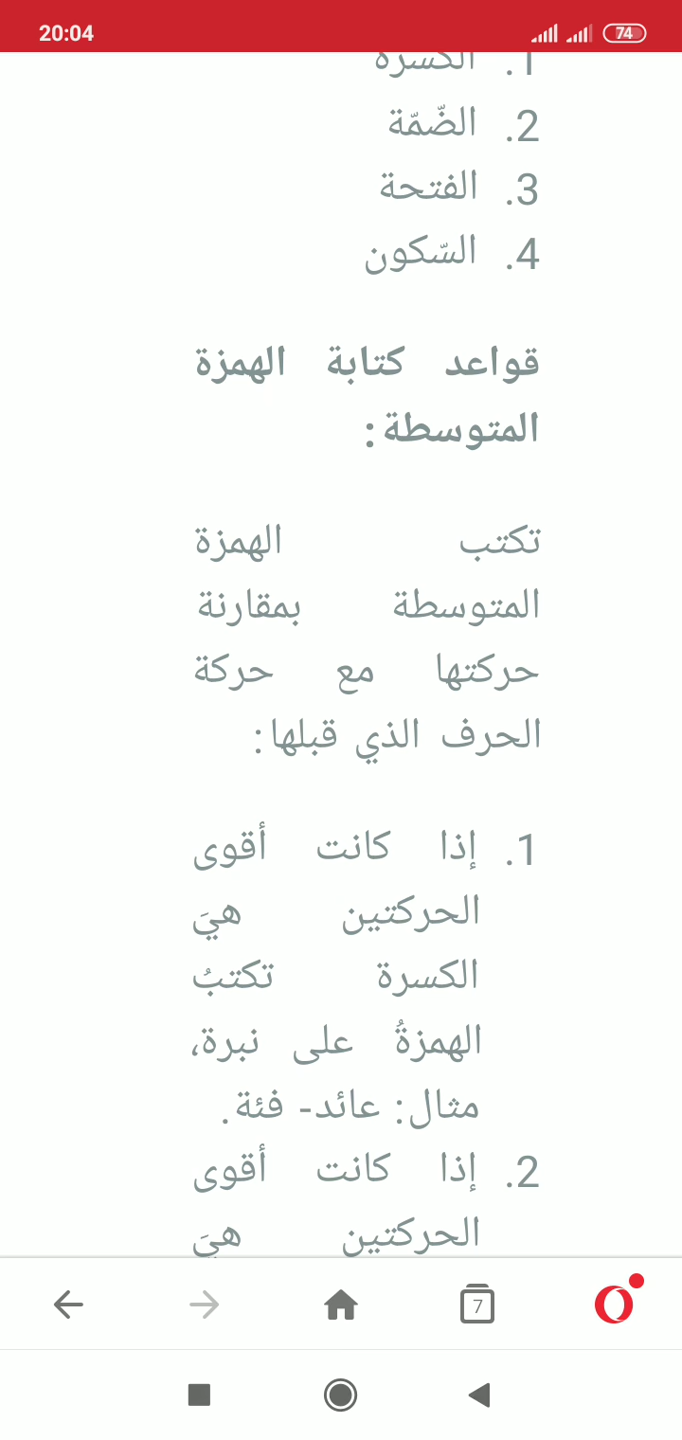 20:04
74
1. الكسرة
2. الضّمّة
3. الفتحة
4. السّكون
قواعد كتابة الهمزة
المتوسطة:
تكتب الهمزة
المتوسطة بمقارنة
حركتها مع حركة
الحرف الذي قبلها:
1. إذا كانت أقوى
الحركتين هيَ
الكسرة تكتبُ
الهمزةُ على نبرة،
مثال: عائد- فئة.
2. إذا كانت أقوى
الحركتين هيَ
7